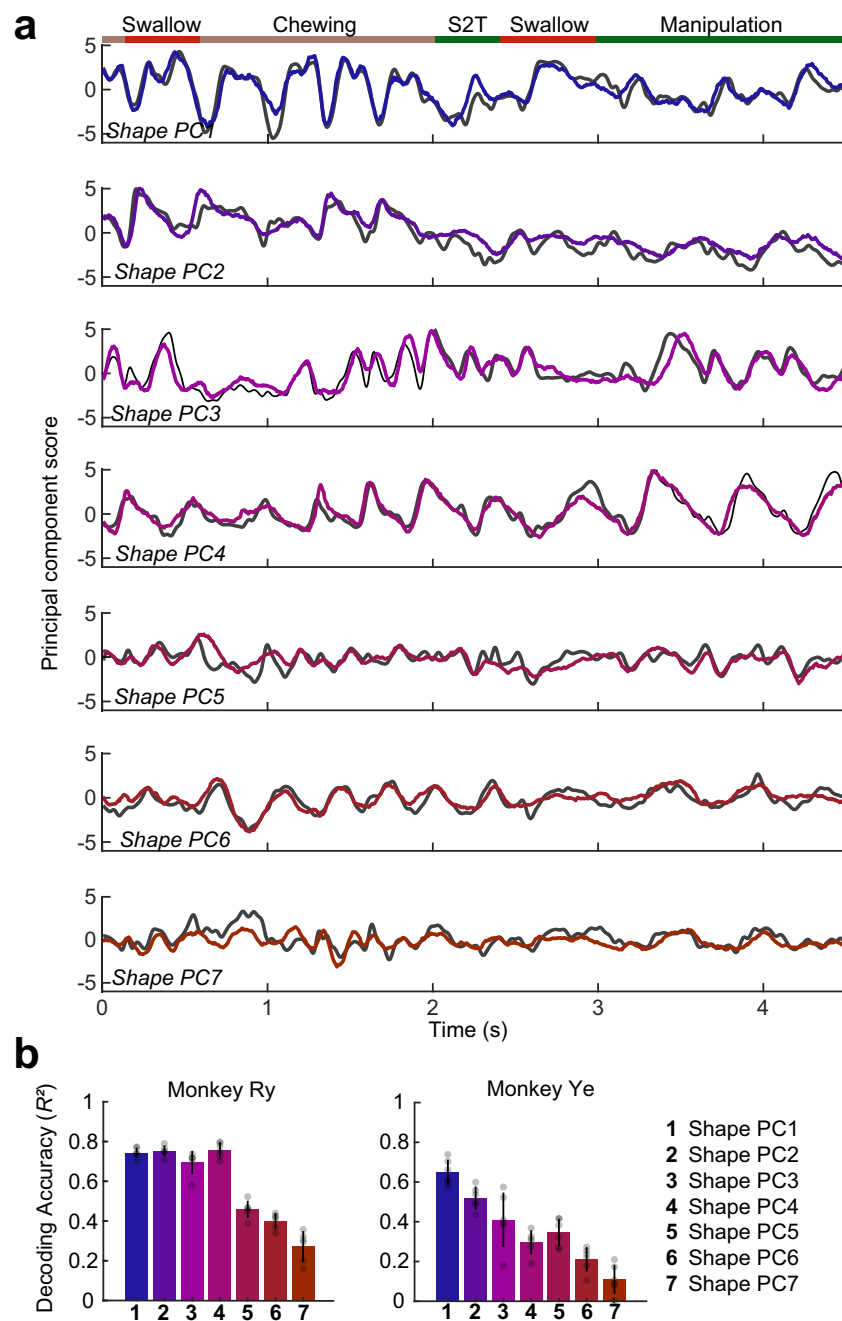 a
Swallow Chewing S2T Swallow Manipulation
5
0
-5
Shape PC1
5
0
-5
Shape PC2
5
0
-5
Shape PC3
5
0
-5
Shape PC4
5
0
-5
Shape PC5
5
0
-5
Shape PC6
5
0
-5
Shape PC7
0 1 2 3 4
Time (s)
Principal component score
b
Monkey Ry
Decoding Accuracy (R²)
1
0.8
0.6
0.4
0.2
0
1 2 3 4 5 6 7
Monkey Ye
1
0.8
0.6
0.4
0.2
0
1 2 3 4 5 6 7
1 Shape PC1
2 Shape PC2
3 Shape PC3
4 Shape PC4
5 Shape PC5
6 Shape PC6
7 Shape PC7